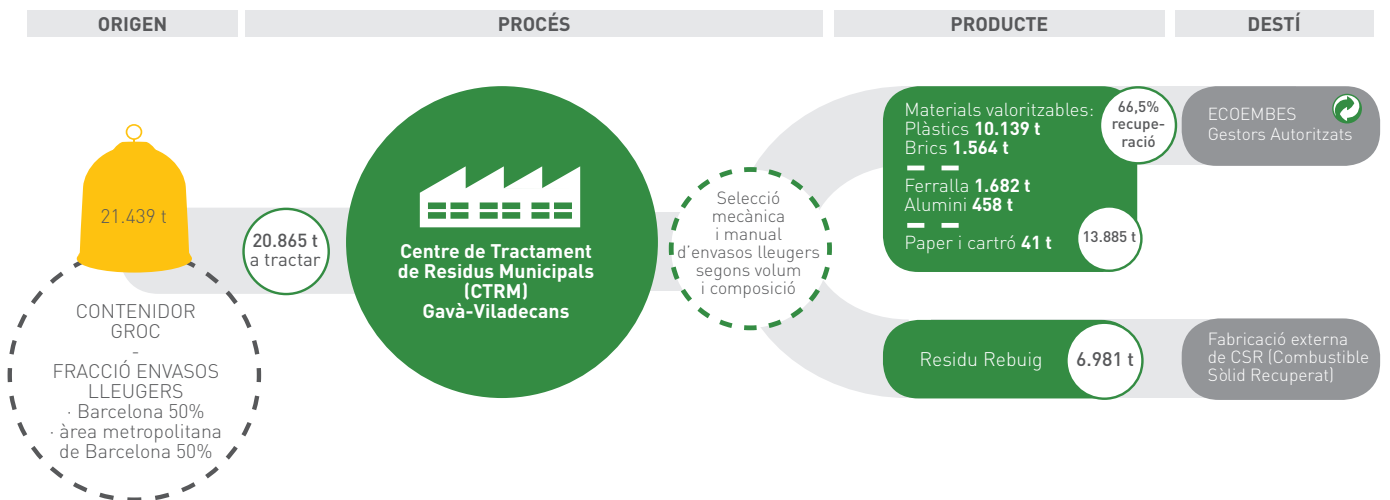 ORIGEN
PROCÉS
PRODUCTE
DESTÍ
21.439 t
CONTENIDOR
GROC
-
FRACCIÓ ENVASOS
LLEUGERS
· Barcelona 50%
· àrea metropolitana
de Barcelona 50%
20.865 t
a tractar
Centre de Tractament
de Residus Municipals
(CTRM)
Gavà-Viladecans
Selecció
mecànica
i manual
d'envasos lleugers
segons volum
i composició
Materials valoritzables:
Plàstics 10.139 t
Brics 1.564 t
Ferralla 1.682 t
Alumini 458 t
Paper i cartró 41 t
66,5%
recupe-
ració
13.885 t
ECOEMBES
Gestors Autoritzats
Residu Rebuig
6.981 t
Fabricació externa
de CSR (Combustible
Sòlid Recuperat)